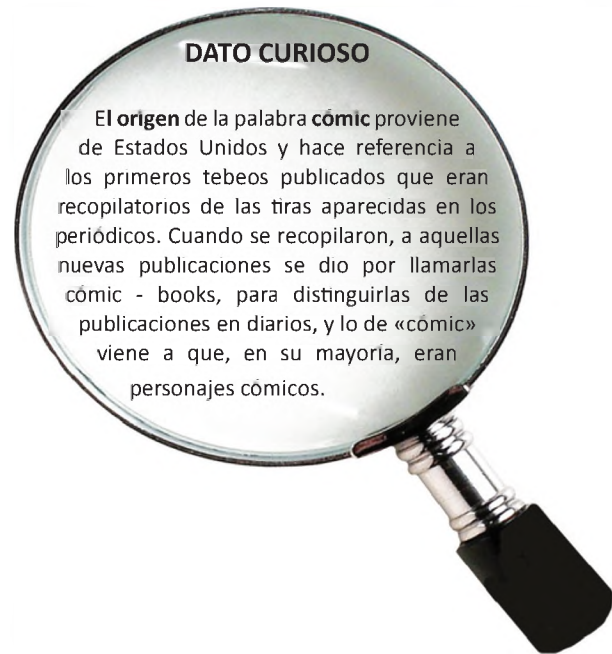 DATO CURIOSO
El origen de la palabra cómic proviene
de Estados Unidos y hace referencia a
los primeros tebeos publicados que eran
recopilatorios de las tiras aparecidas en los
periódicos. Cuando se recopilaron, a aquellas
nuevas publicaciones se dio por llamarlas
cómic - books, para distinguirlas de las
publicaciones en diarios, y lo de «cómic»
viene a que, en su mayoría, eran
personajes cómicos.